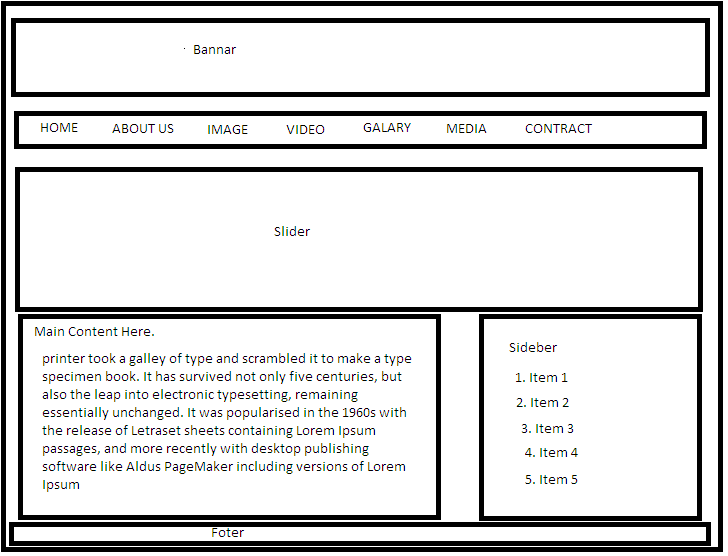 Bannar
HOME ABOUT US IMAGE VIDEO GALARY MEDIA CONTRACT
Slider
Main Content Here.
printer took a galley of type and scrambled it to make a type
specimen book. It has survived not only five centuries, but
also the leap into electronic typesetting, remaining
essentially unchanged. It was popularised in the 1960s with
the release of Letraset sheets containing Lorem Ipsum
passages, and more recently with desktop publishing
software like Aldus PageMaker including versions of Lorem
Ipsum
Sideber
1. Item 1
2. Item 2
3. Item 3
4. Item 4
5. Item 5
Foter